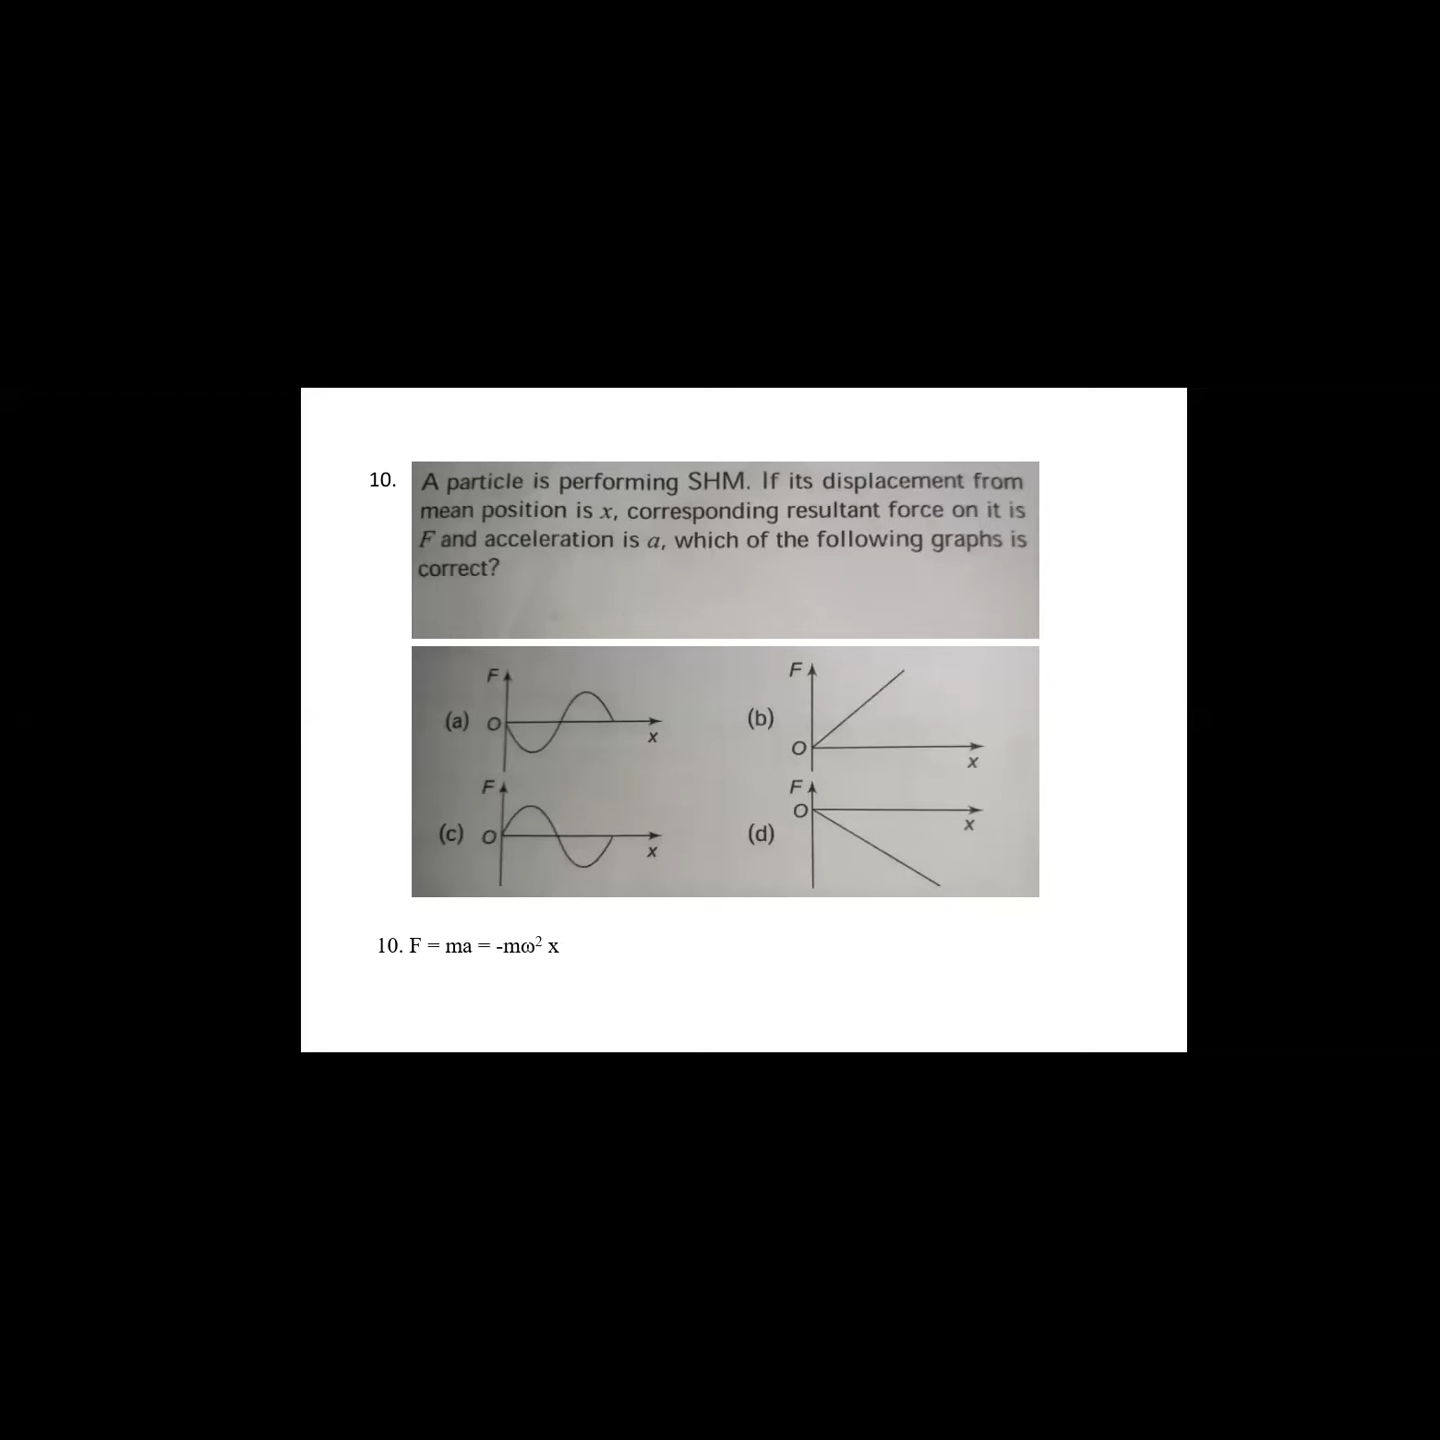 10. A particle is performing SHM. If its displacement from
mean position is x, corresponding resultant force on it is
F and acceleration is a, which of the following graphs is
correct?
(a) F O x
(b) F O x
(c) F O x
(d) F O x
10. F = ma = -mω² x